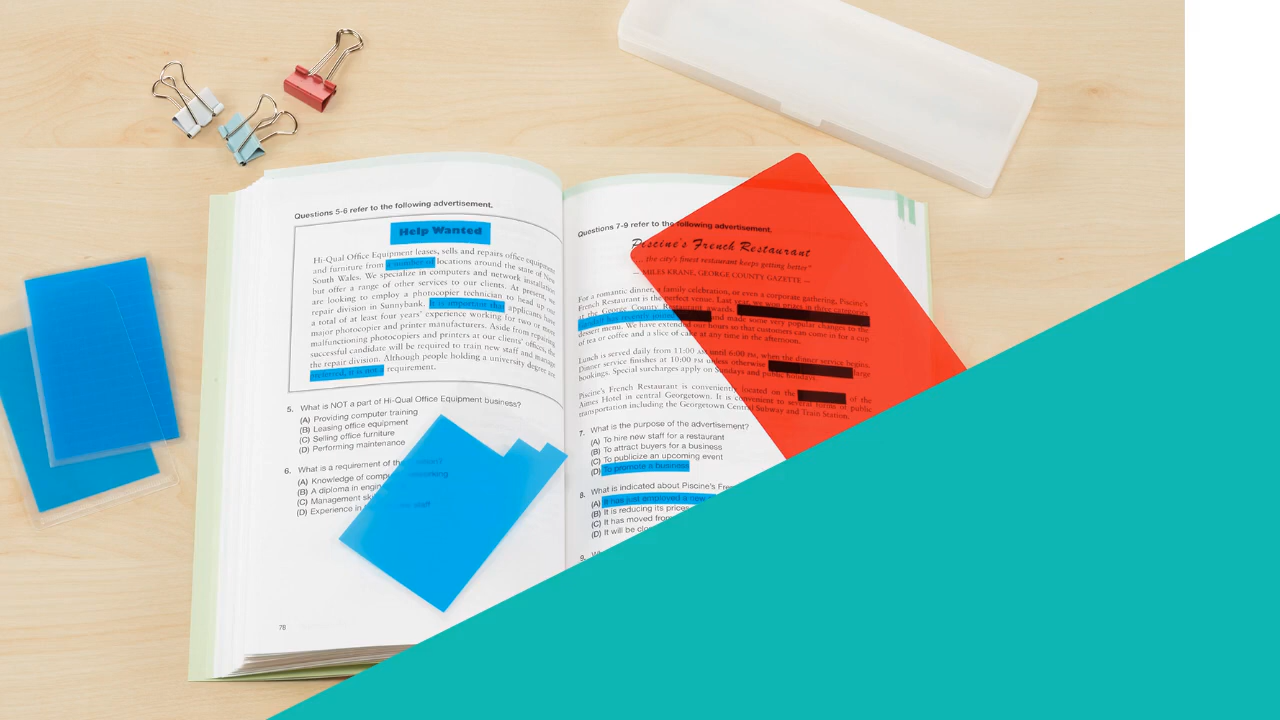 Questions 5-6 refer to the following advertisement.
Help Wanted
Hi-Qual Office Equipment leases, sells and repairs office equipment
and furniture from a number of locations around the state of New
South Wales. We specialize in computers and network installation,
but offer a range of other services to our clients. At present, we
are looking to employ a photocopier technician to head up our
repair division in Sunnybank. It is important that applicants have
a total of at least four years' experience working for two or more
major photocopier and printer manufacturers. Aside from repairing
malfunctioning photocopiers and printers at our clients' offices, the
successful candidate will be required to train new staff and manage
the repair division. Although people holding a university degree are
preferred, it is not a requirement.
5. What is NOT a part of Hi-Qual Office Equipment business?
(A) Providing computer training
(B) Leasing office equipment
(C) Selling office furniture
(D) Performing maintenance
6. What is a requirement of the
(A) Knowledge of
(B) A diploma in
(C) Management
(D) Experience in staff
78
Questions 7-9 refer to the following advertisement.
Piscine's French Restaurant
"... the city's finest restaurant keeps getting better"
— MILES KRANE, GEORGE COUNTY GAZETTE —
For a romantic dinner, a family celebration, or even a corporate gathering, Piscine's
French Restaurant is the perfect venue. Last year, we won prizes in three categories
at the George County Restaurant awards.
and made some very popular changes to the
dessert menu. We have extended our hours so that customers can come in for a cup
of tea or coffee and a slice of cake at any time in the afternoon.
Lunch is served daily from 11:00 AM until 6:00 PM, when the dinner service begins.
Dinner service finishes at 10:00 PM unless otherwise large
bookings. Special surcharges apply on Sundays and public holidays.
Piscine's French Restaurant is conveniently located on the of the
Aimes Hotel in central Georgetown. It is convenient to several forms of public
transportation including the Georgetown Central Subway and Train Station.
7. What is the purpose of the advertisement?
(A) To hire new staff for a restaurant
(B) To attract buyers for a business
(C) To publicize an upcoming event
(D) To promote a business
8. What is indicated about Piscine's
(A) It has just employed a new
(B) It is reducing its prices
(C) It has moved from
(D) It will be
9.